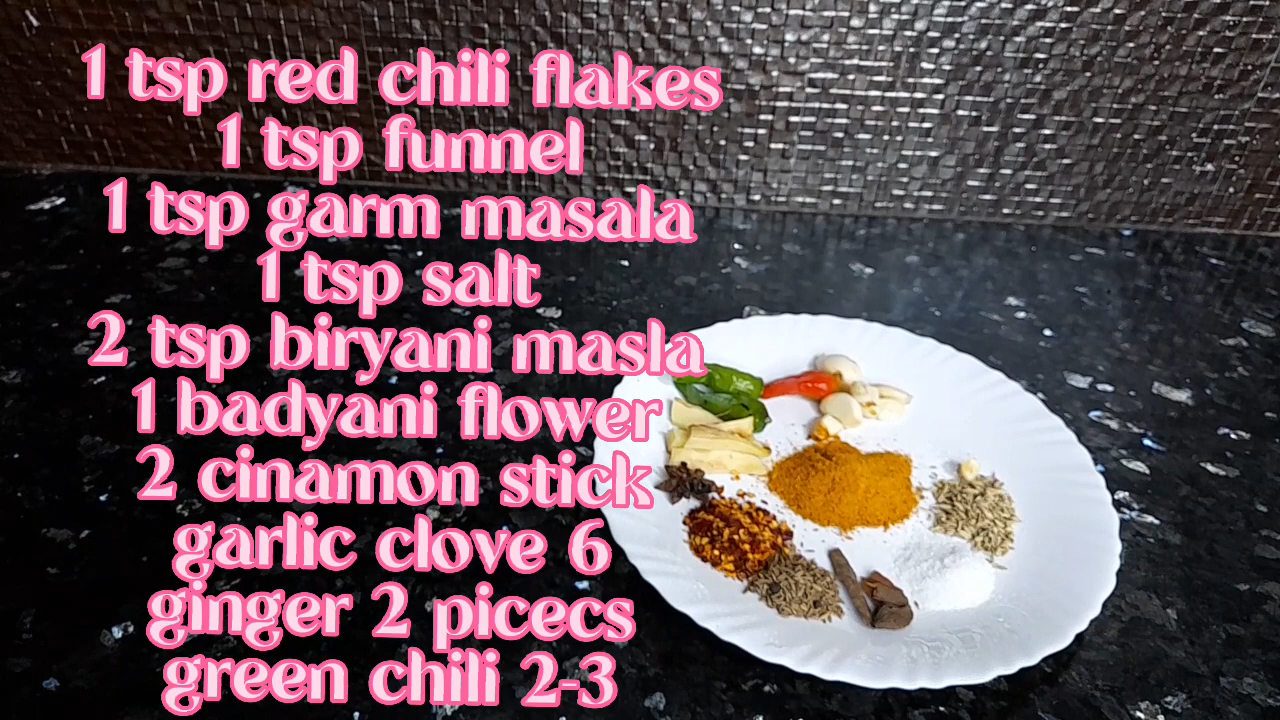 1 tsp red chili flakes
1 tsp funnel
1 tsp garm masala
1 tsp salt
2 tsp biryani masla
1 badyani flower
2 cinamon stick
garlic clove 6
ginger 2 picecs
green chili 2-3